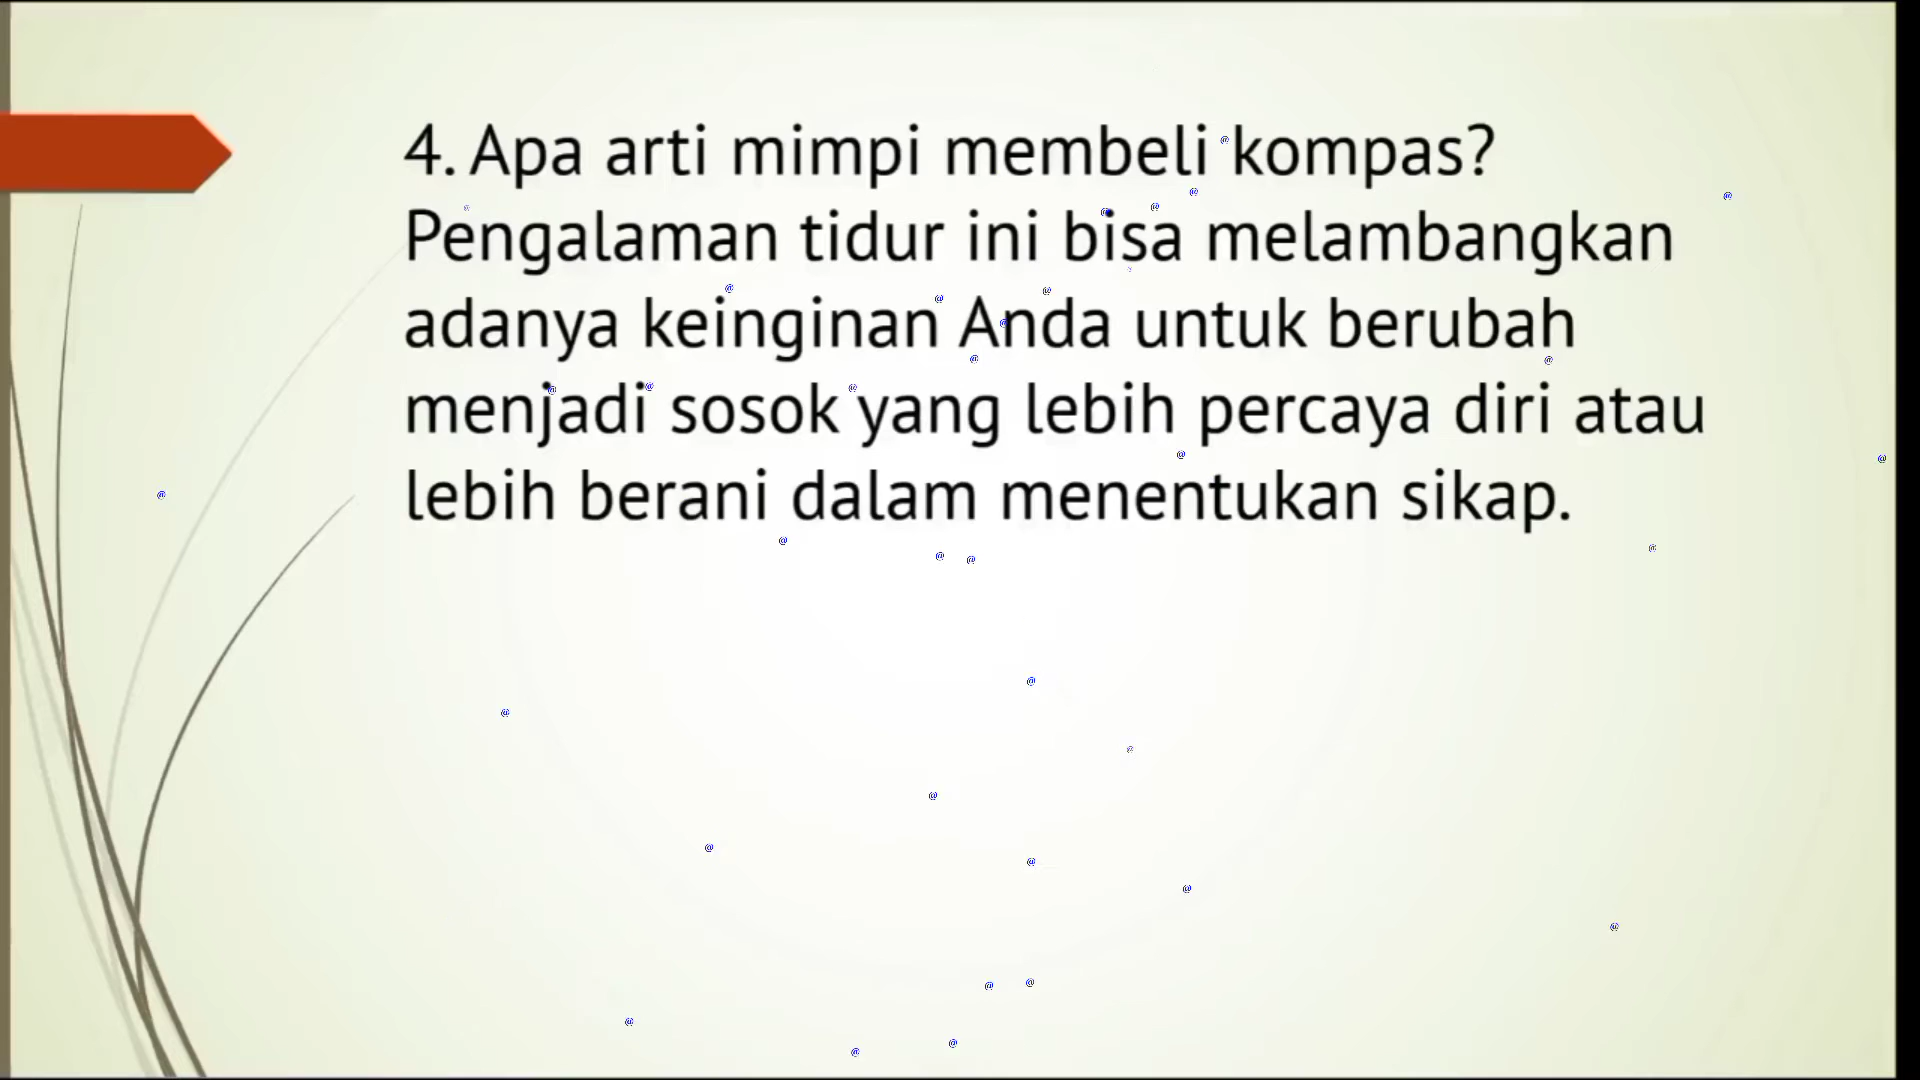 4. Apa arti mimpi membeli kompas?
Pengalaman tidur ini bisa melambangkan
adanya keinginan Anda untuk berubah
menjadi sosok yang lebih percaya diri atau
lebih berani dalam menentukan sikap.